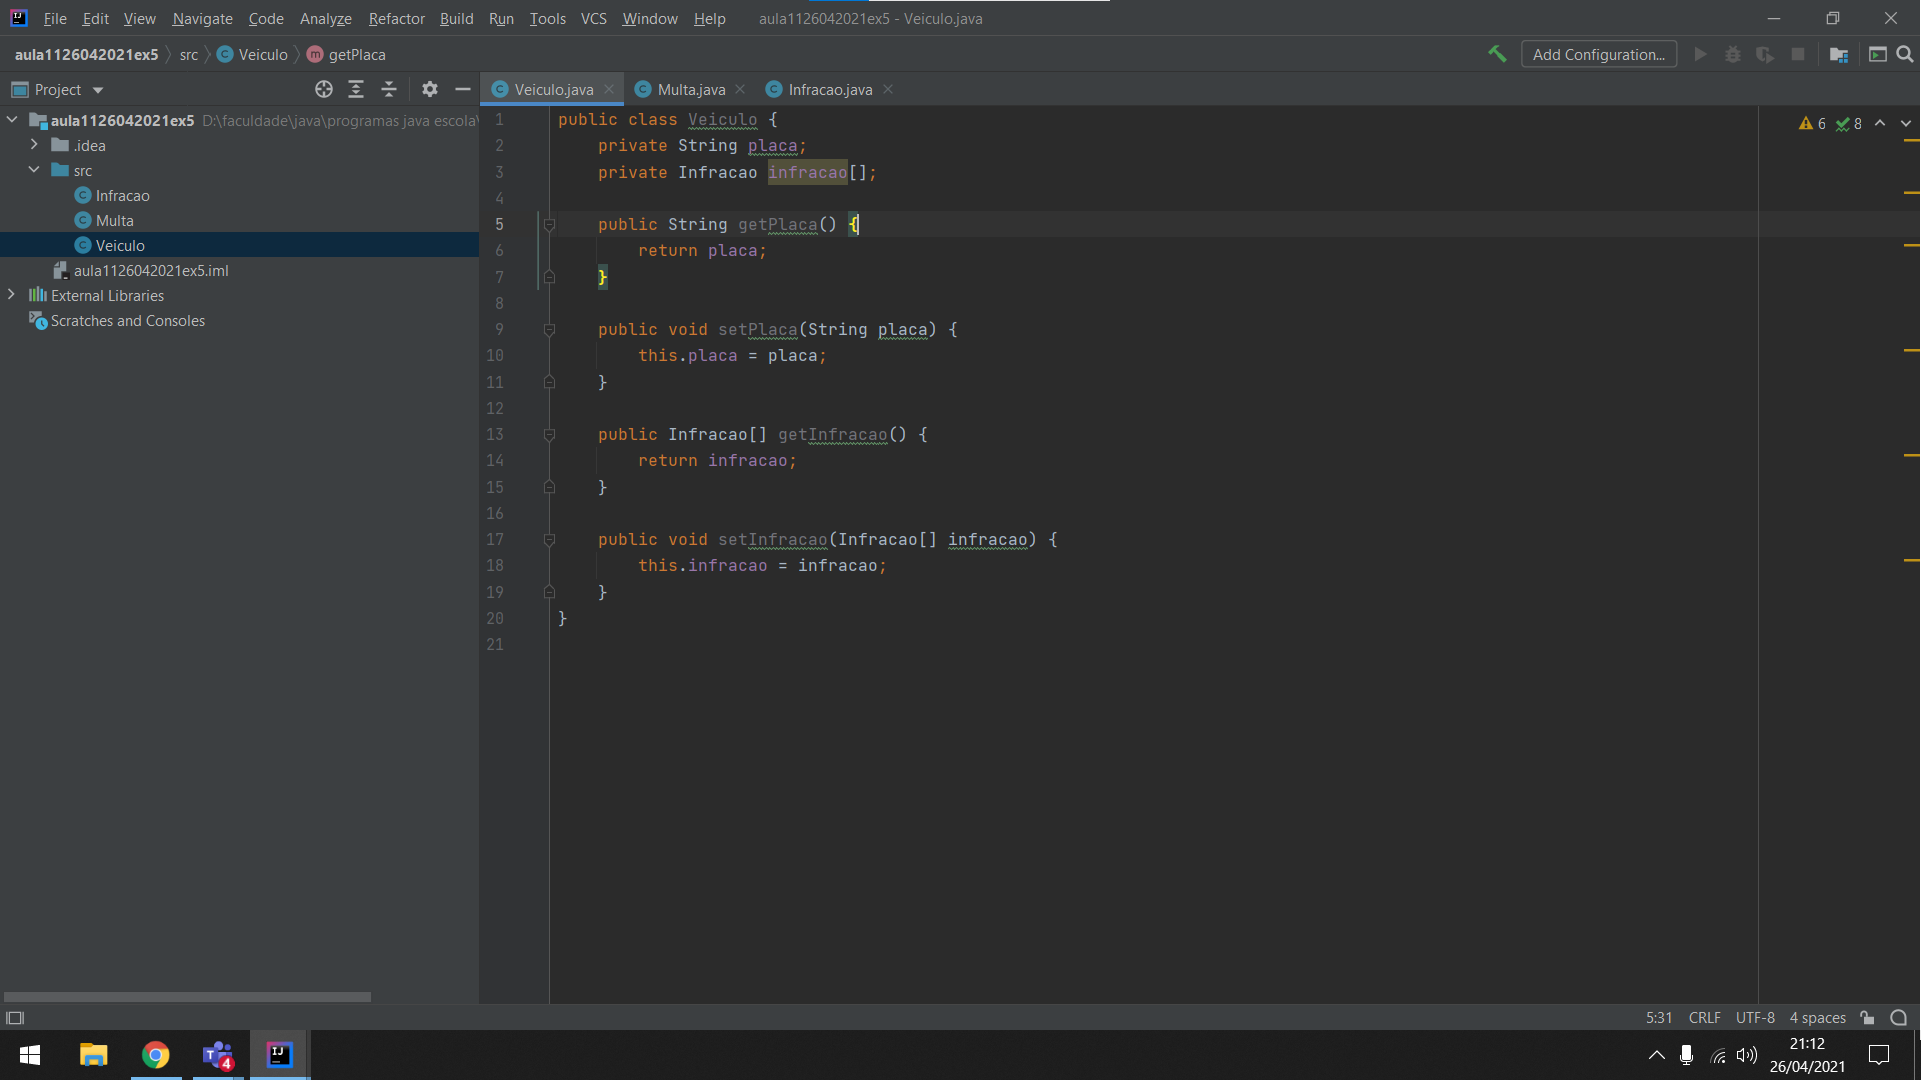 File Edit View Navigate Code Analyze Refactor Build Run Tools VCS Window Help aula1126042021ex5 - Veiculo.java
aula1126042021ex5 src Veiculo getPlaca Add Configuration...
Project
Veiculo.java Multa.java Infracao.java
aula1126042021ex5 D:\faculdade\java\programas java escola\
.idea
src
Infracao
Multa
Veiculo
aula1126042021ex5.iml
External Libraries
Scratches and Consoles
6 8
1 public class Veiculo {
2 private String placa;
3 private Infracao infracao[];
4
5 public String getPlaca() {
6 return placa;
7 }
8
9 public void setPlaca(String placa) {
10 this.placa = placa;
11 }
12
13 public Infracao[] getInfracao() {
14 return infracao;
15 }
16
17 public void setInfracao(Infracao[] infracao) {
18 this.infracao = infracao;
19 }
20 }
21
5:31 CRLF UTF-8 4 spaces
4
21:12
26/04/2021